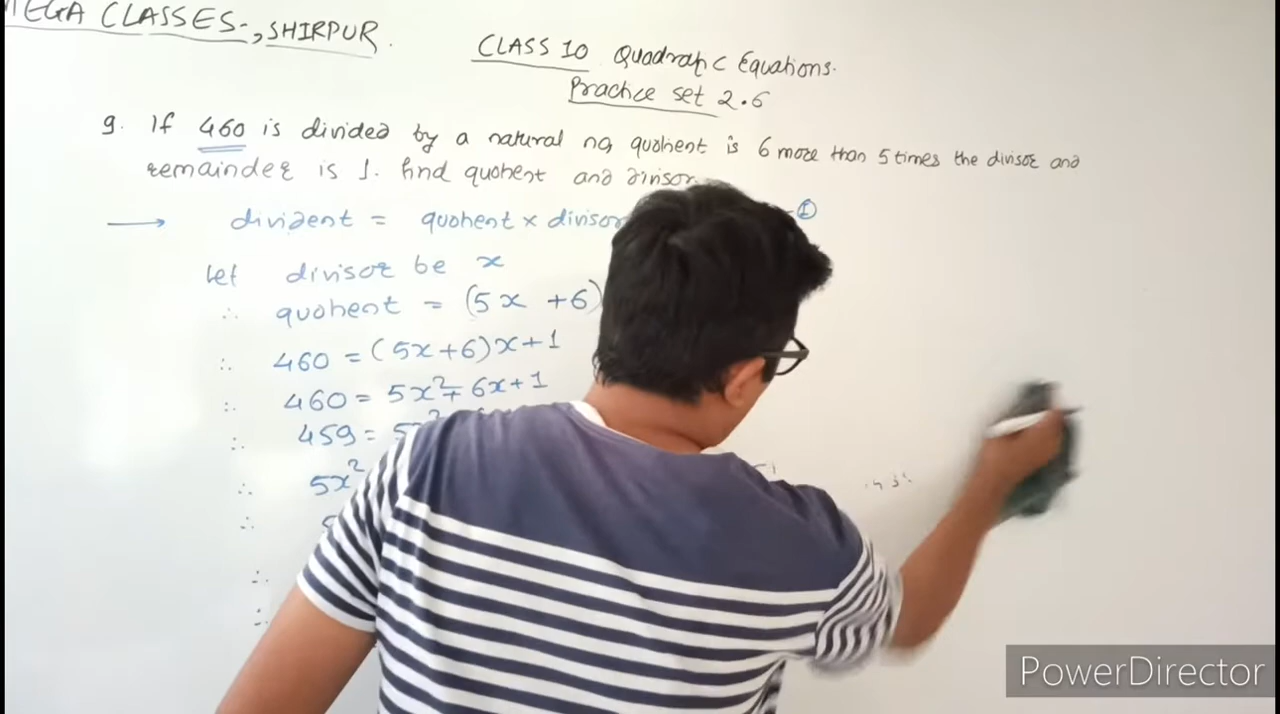 MEGA CLASSES-, SHIRPUR.
CLASS 10 Quadratic Equations.
Practice set 2.6
9. If 460 is divided by a natural no, quotient is 6 more than 5 times the divisor and
remainder is 1. find quotient and divisor.
→ divident = quotient × divisor ①
Let divisor be x
∴ quotient = (5x +6)
∴ 460 = (5x+6)x+1
∴ 460 = 5x²+ 6x+1
∴ 459 = 5
∴ 5x²
∴
∴
∴
PowerDirector